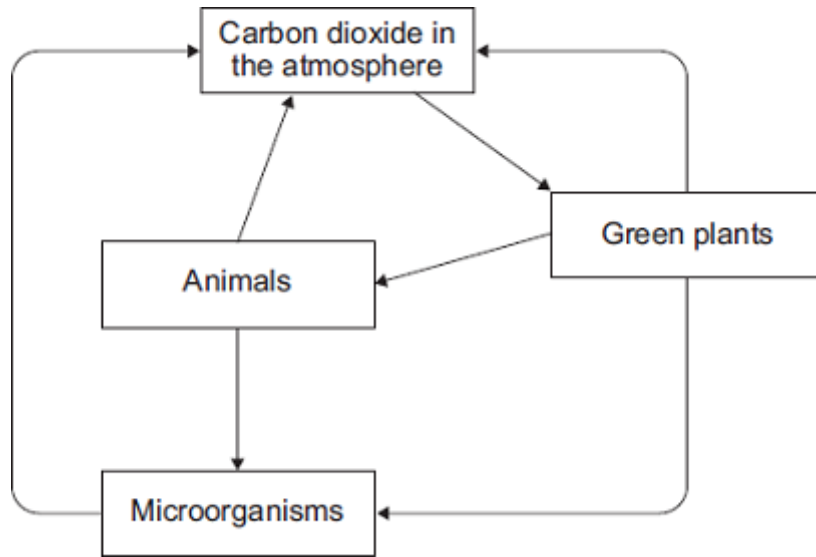 Carbon dioxide in
the atmosphere
Green plants
Animals
Microorganisms